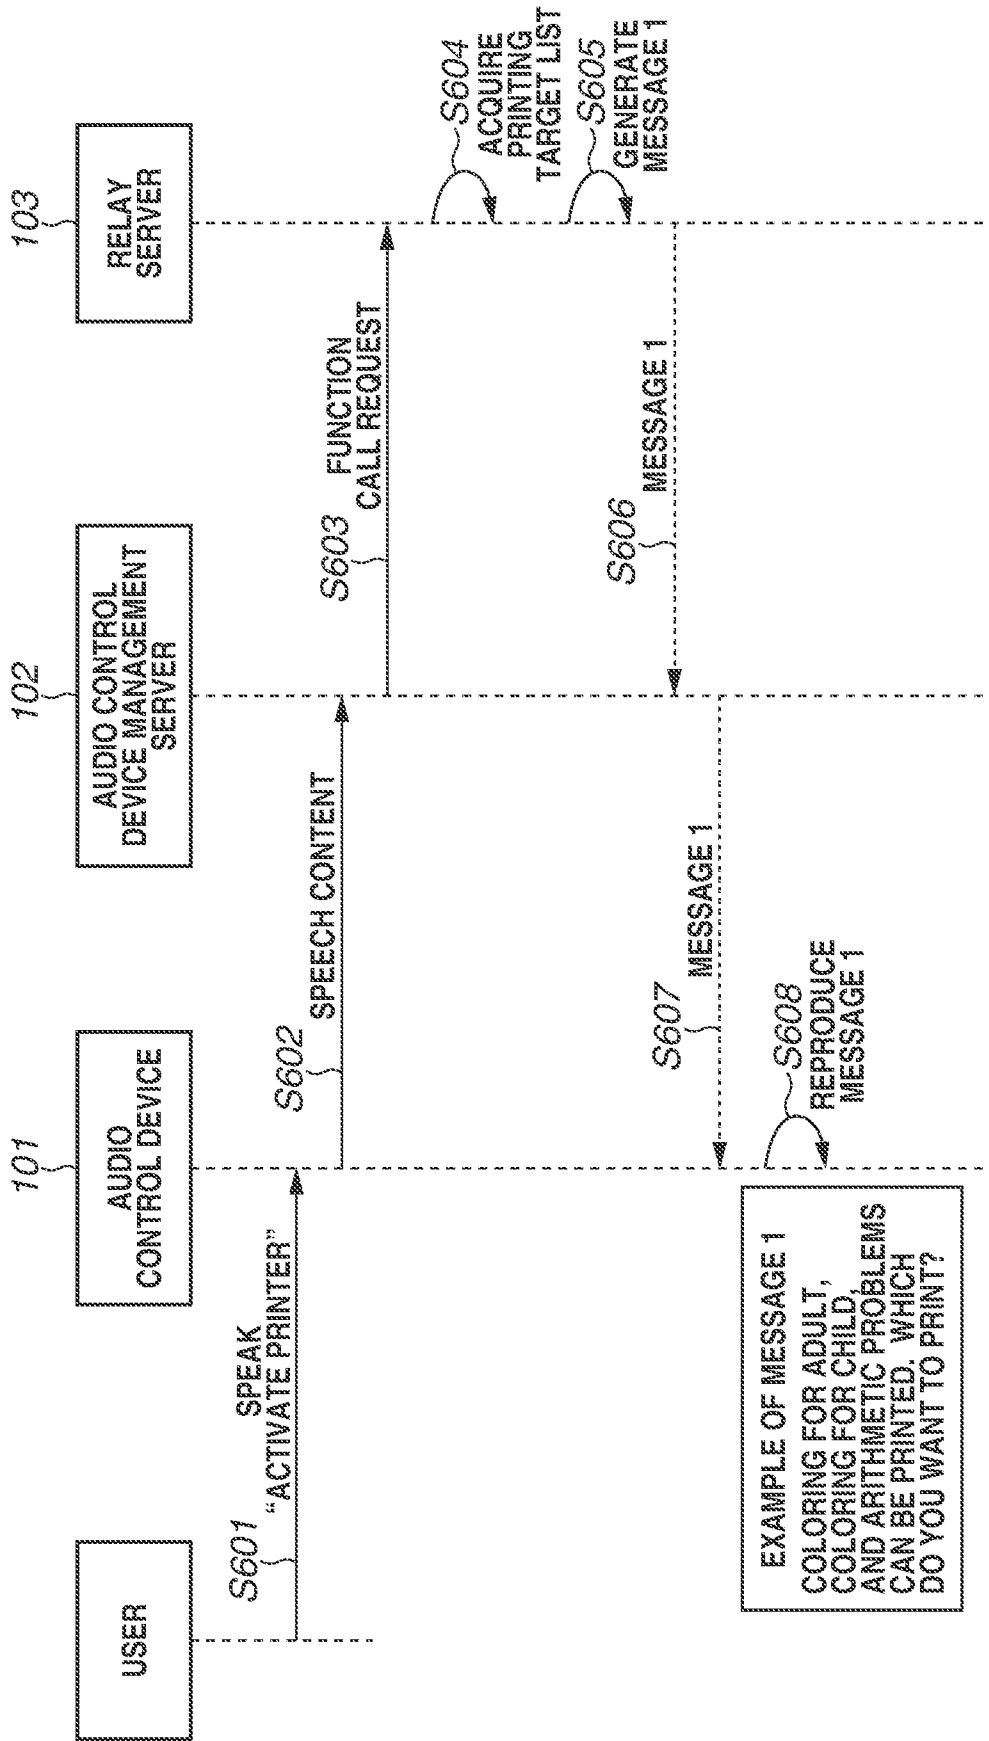 USER
101
AUDIO
CONTROL DEVICE
102
AUDIO CONTROL
DEVICE MANAGEMENT
SERVER
103
RELAY
SERVER
S601
SPEAK
“ACTIVATE PRINTER”
S602
SPEECH CONTENT
S603
FUNCTION
CALL REQUEST
S604
ACQUIRE
PRINTING
TARGET LIST
S605
GENERATE
MESSAGE 1
S606
MESSAGE 1
S607
MESSAGE 1
S608
REPRODUCE
MESSAGE 1
EXAMPLE OF MESSAGE 1
COLORING FOR ADULT,
COLORING FOR CHILD,
AND ARITHMETIC PROBLEMS
CAN BE PRINTED. WHICH
DO YOU WANT TO PRINT?